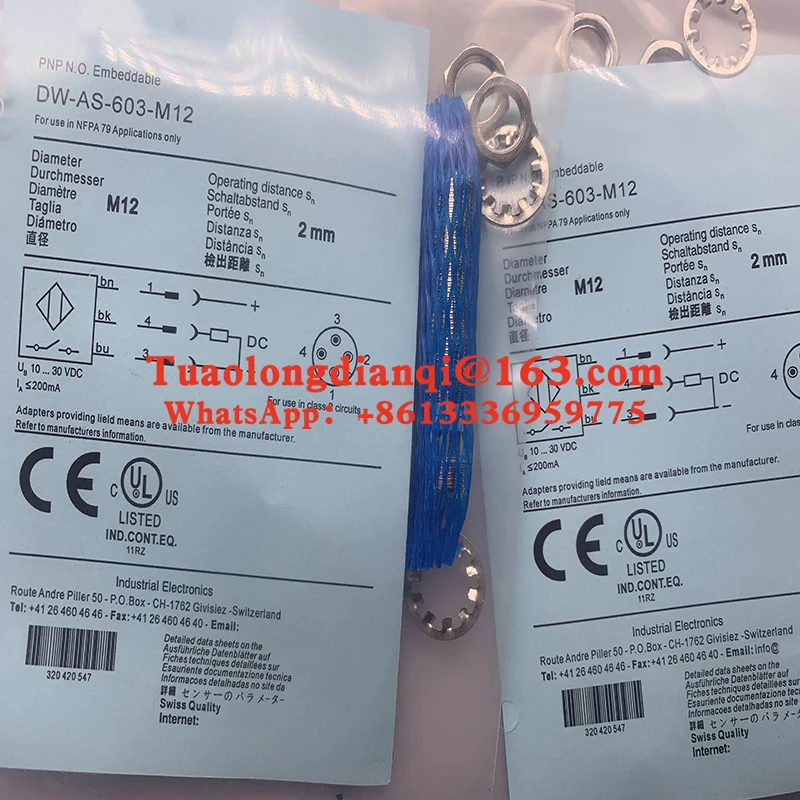 PNP N.O. Embeddable
DW-AS-603-M12
For use in NFPA 79 Applications only
Diameter
Durchmesser
Diamètre
Taglia
Diámetro
直径
M12
Operating distance Sn
Schaltabstand Sn
Portée Sn
Distanza Sn
Distância Sn
檢出距離 Sn
2 mm
bn
bk
bu
1
4
3
+
DC
3
4
2
1
UB 10 ... 30 VDC
IA ≤200mA
For use in class 2 circuits
Adapters providing field means are available from the manufacturer.
Refer to manufacturers information.
CE
C UL US
LISTED
IND.CONT.EQ.
11RZ
Industrial Electronics
Route Andre Piller 50 - P.O.Box - CH-1762 Givisiez -Switzerland
Tel: +41 26 460 46 46 - Fax:+41 26 460 46 40 - Email:
320 420 547
Detailed data sheets on the
Ausführliche Datenblätter auf
Fiches techniques détaillées sur
Esauriente documentazione tecnica
Informacões detalhadas no site da
詳細 センサーのパラメーター
Swiss Quality
Internet:
Tuaolongdianqi@163.com
WhatsApp: +8613336959775
PNP N.O. Embeddable
-AS-603-M12
NFPA 79 Applications only
Diameter
Durchmesser
Diamètre
Taglia
Diámetro
直径
M12
Operating distance Sn
Schaltabstand Sn
Portée Sn
Distanza Sn
Distância Sn
檢出距離 Sn
2 mm
bn
bk
bu
1
4
3
+
DC
4
UB 10 ... 30 VDC
IA ≤200mA
For use in cla
Adapters providing field means are available from the manufacturer.
Refer to manufacturers information.
CE
C UL US
LISTED
IND.CONT.EQ.
11RZ
Industrial Electronics
Route Andre Piller 50 - P.O.Box - CH-1762 Givisiez -Switzerland
Tel: +41 26 460 46 46 - Fax:+41 26 460 46 40 - Email: info@
320 420 547
Detailed data sheets on the
Ausführliche Datenblätter auf
Fiches techniques détaillées sur
Esauriente documentazione tecnica
Informacões detalhadas no site da
詳細 センサーのパラメーター
Swiss Quality
Internet: